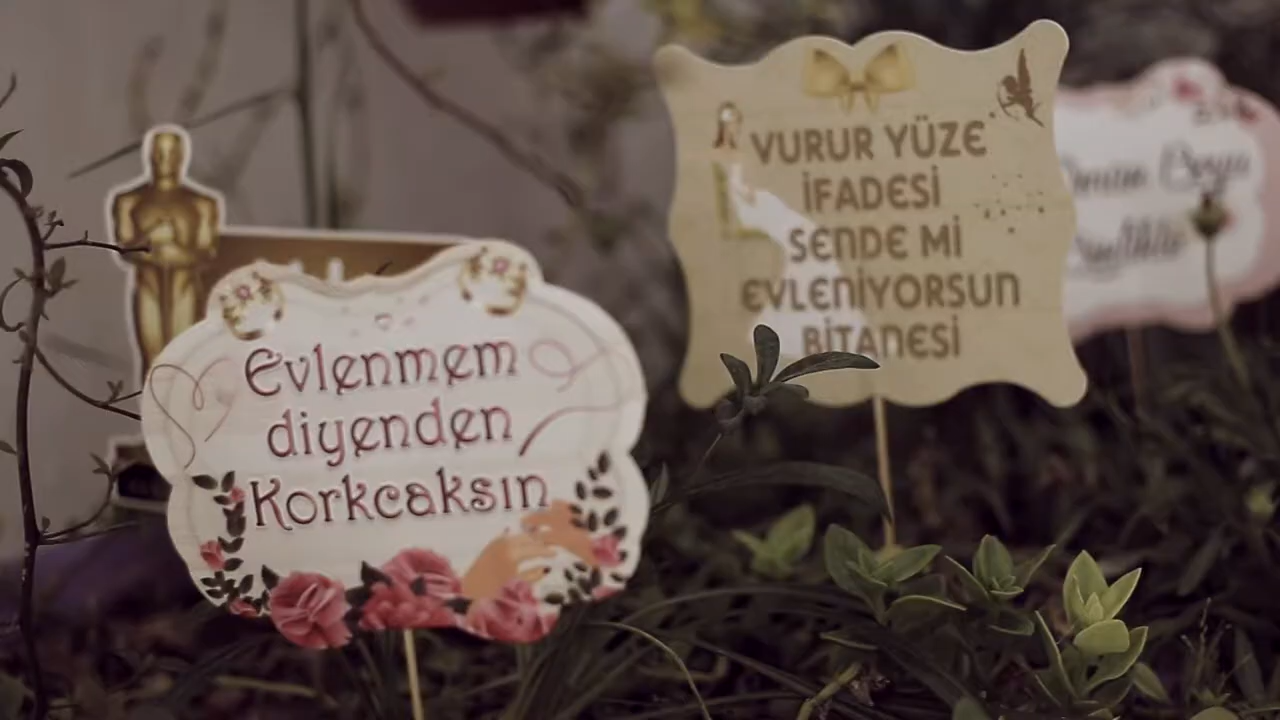 Evlenmem
diyenden
Korkcaksın
VURUR YÜZE
İFADESİ
SENDE Mİ
EVLENİYORSUN
BİTANESİ